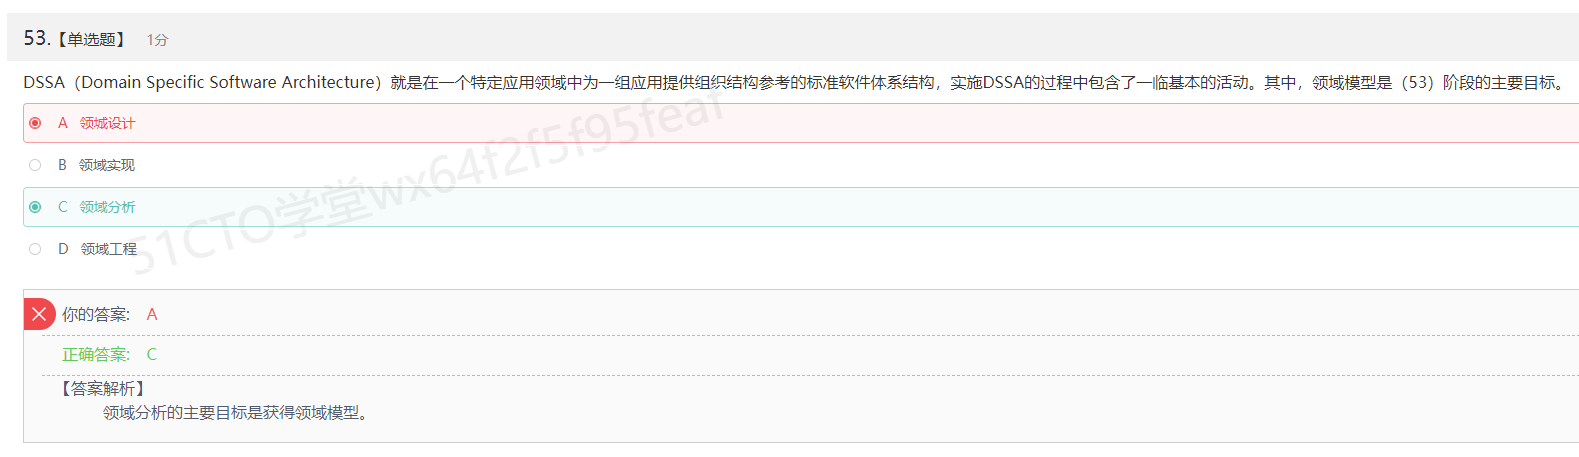 53.【单选题】 1分
DSSA（Domain Specific Software Architecture）就是在一个特定应用领域中为一组应用提供组织结构参考的标准软件体系结构，实施DSSA的过程中包含了一临基本的活动。其中，领域模型是（53）阶段的主要目标。
A 领城设计
B 领域实现
C 领域分析
D 领域工程
51CTO学堂wx64f2f5f95feaf
你的答案: A
正确答案: C
【答案解析】
领域分析的主要目标是获得领域模型。